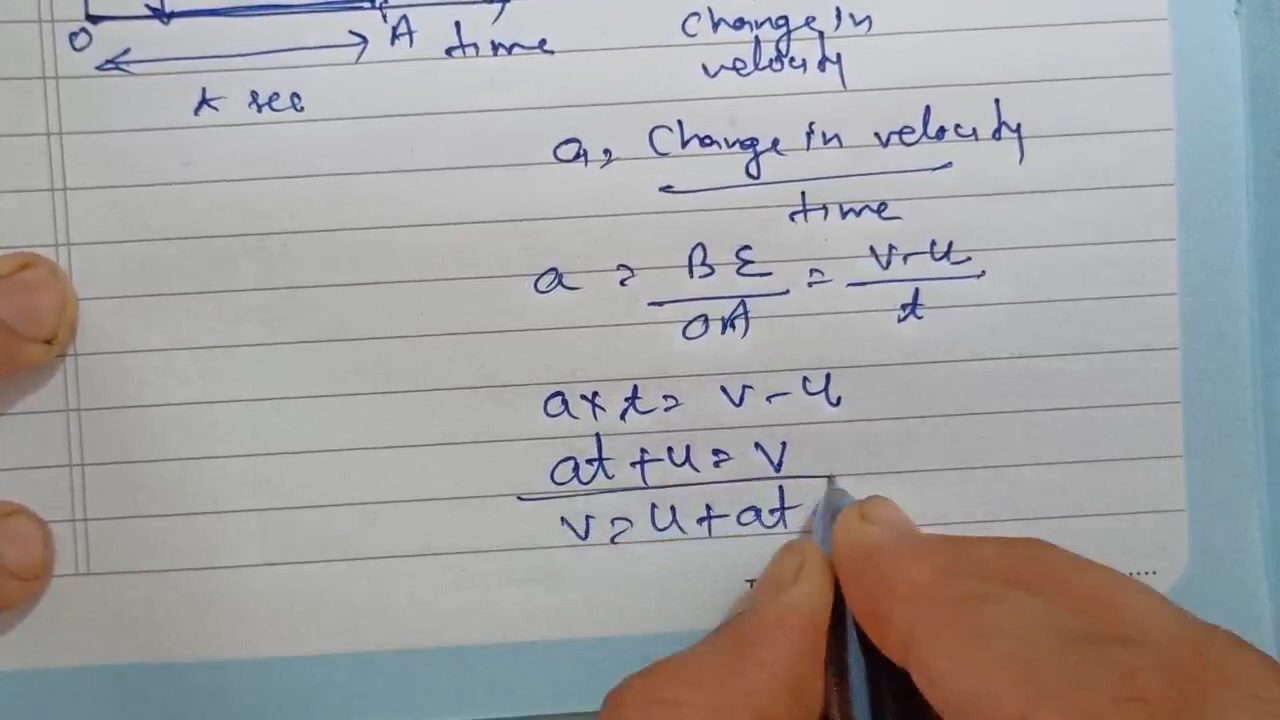 O A time
t sec
Change in
velocity
a = Change in velocity
time
a = BE = v-u
OA t
a x t = v - u
at + u = v
v = u + at